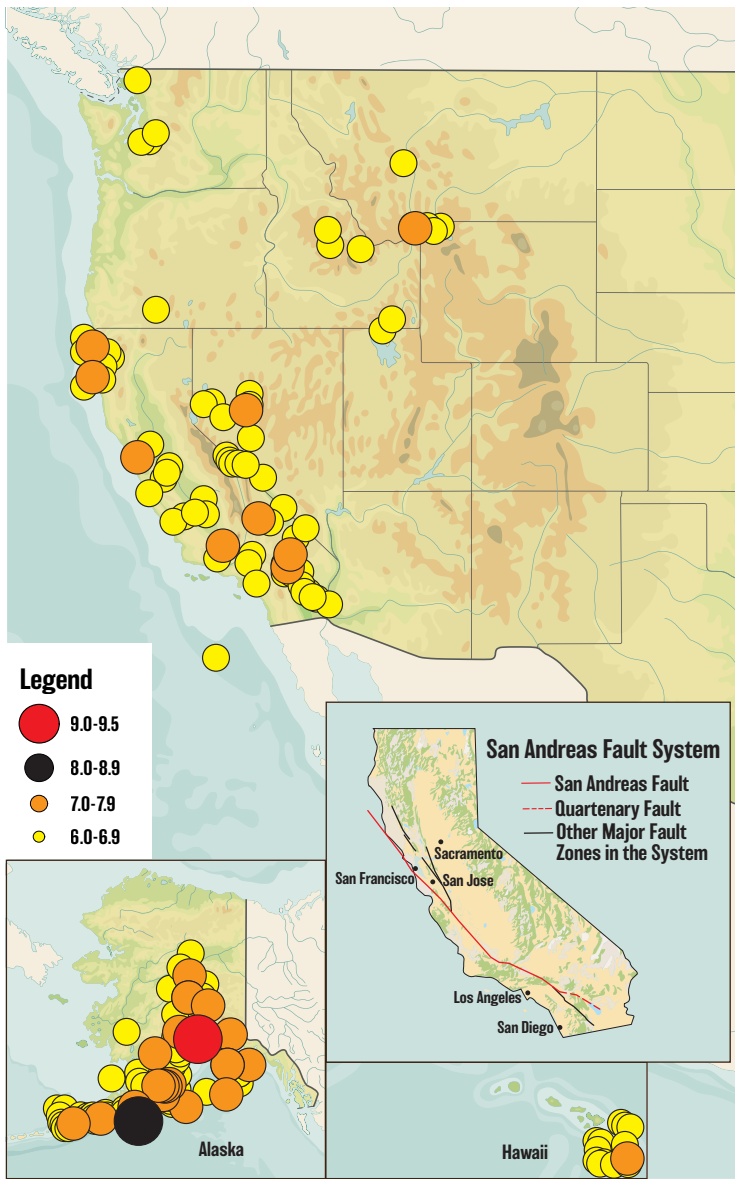 Legend
9.0-9.5
8.0-8.9
7.0-7.9
6.0-6.9
San Andreas Fault System
San Andreas Fault
Quartenary Fault
Other Major Fault
Zones in the System
Sacramento
San Francisco
San Jose
Los Angeles
San Diego
Alaska
Hawaii